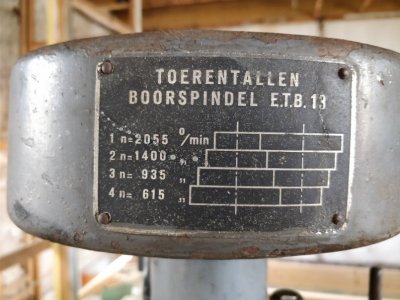 TOERENTALLEN
BOORSPINDEL E.T.B. 13
1 n=2055 o/min
2 n=1400 „
3 n= 935 „
4 n= 615 „